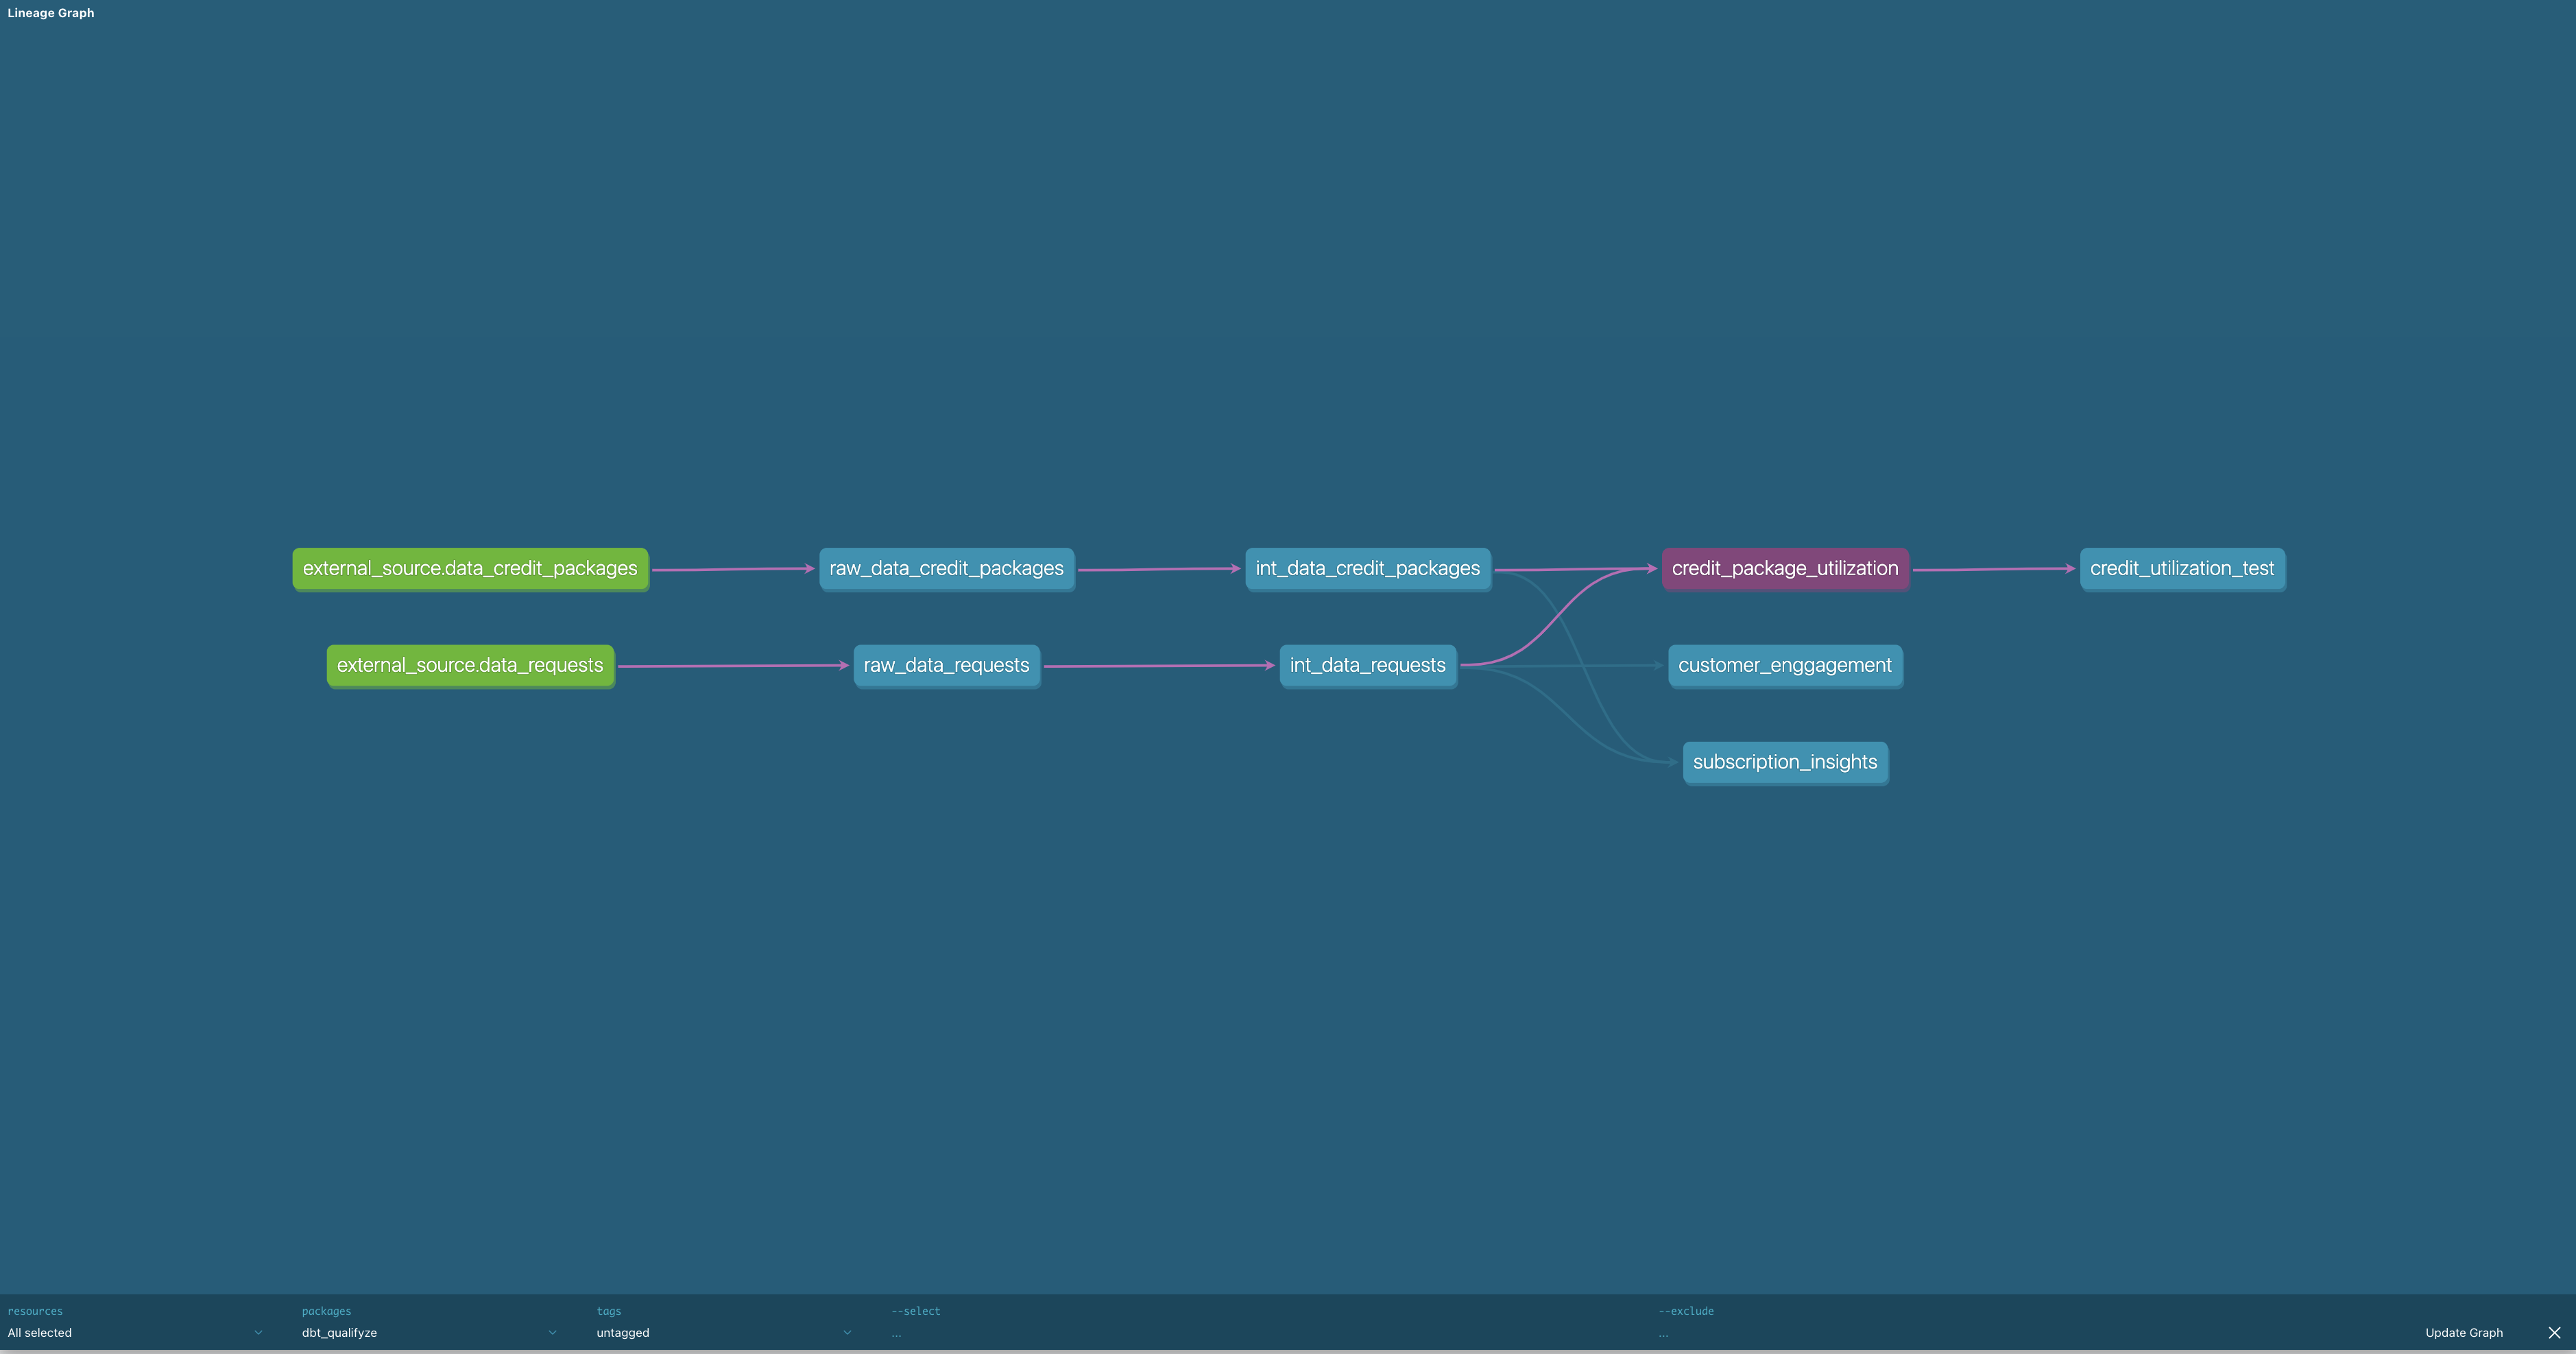 Lineage Graph
external_source.data_credit_packages
raw_data_credit_packages
int_data_credit_packages
credit_package_utilization
credit_utilization_test
external_source.data_requests
raw_data_requests
int_data_requests
customer_enggagement
subscription_insights
resources
packages
tags
--select
--exclude
All selected
dbt_qualifyze
untagged
...
...
Update Graph